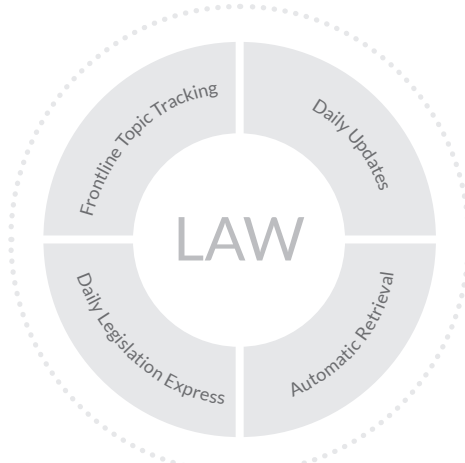 Frontline Topic Tracking
Daily Updates
LAW
Daily Legislation Express
Automatic Retrieval